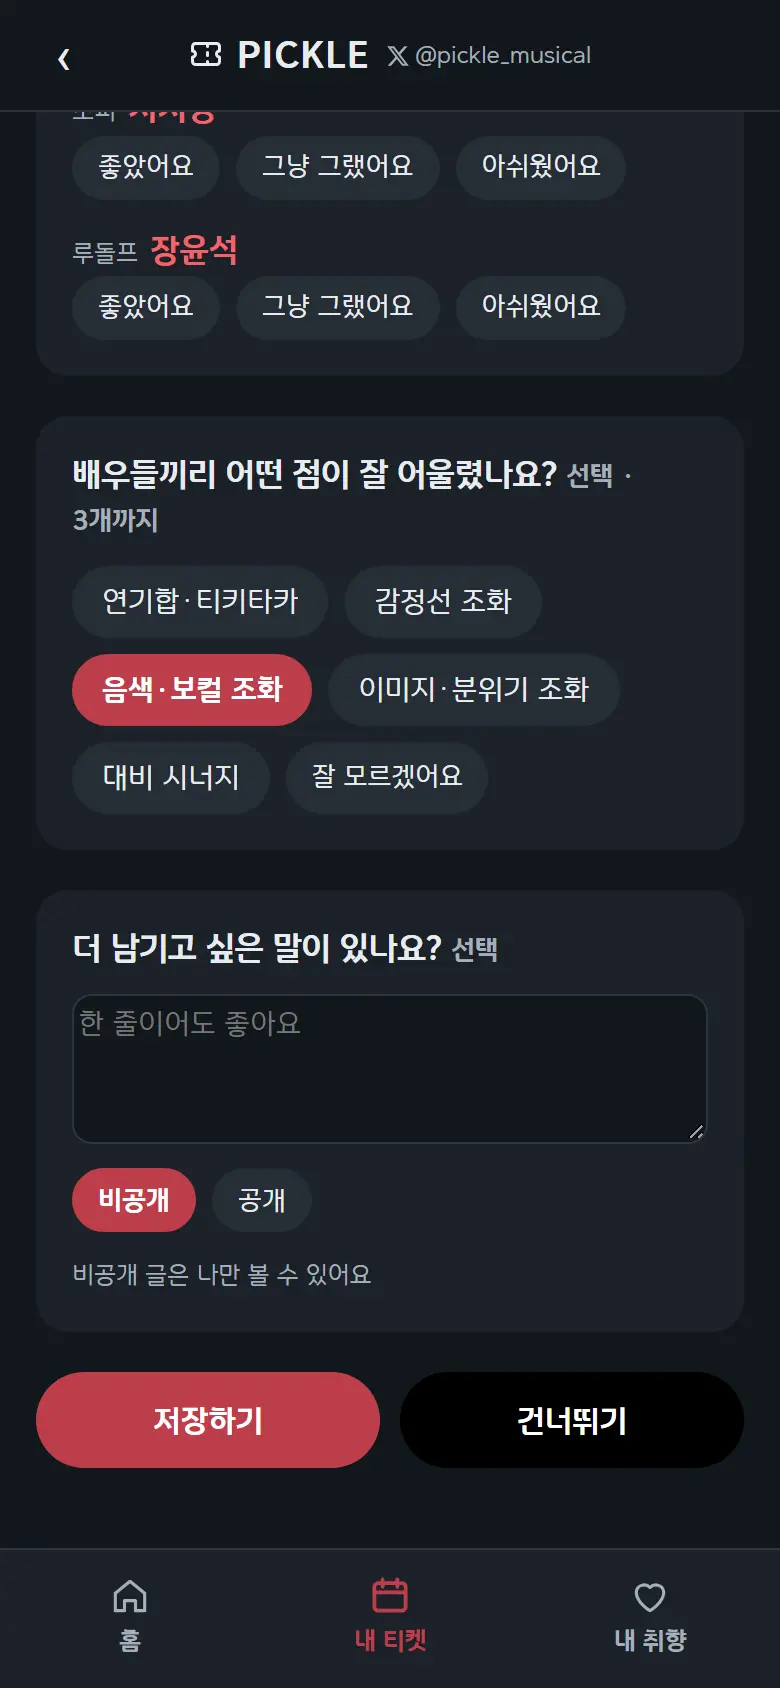 ‹ PICKLE @pickle_musical
좋았어요 그냥 그랬어요 아쉬웠어요
루돌프 장윤석
좋았어요 그냥 그랬어요 아쉬웠어요
배우들끼리 어떤 점이 잘 어울렸나요? 선택 ·
3개까지
연기합·티키타카 감정선 조화
음색·보컬 조화 이미지·분위기 조화
대비 시너지 잘 모르겠어요
더 남기고 싶은 말이 있나요? 선택
한 줄이어도 좋아요
비공개 공개
비공개 글은 나만 볼 수 있어요
저장하기 건너뛰기
홈 내 티켓 내 취향